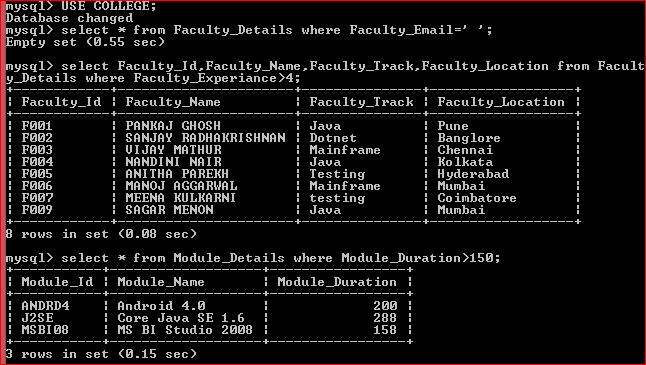 mysql> USE COLLEGE;
Database changed
mysql> select * from Faculty_Details where Faculty_Email=' ';
Empty set (0.55 sec)
mysql> select Faculty_Id,Faculty_Name,Faculty_Track,Faculty_Location from Facult
y_Details where Faculty_Experiance>4;
+------------+----------------------+---------------+------------------+
| Faculty_Id | Faculty_Name | Faculty_Track | Faculty_Location |
+------------+----------------------+---------------+------------------+
| F001 | PANKAJ GHOSH | Java | Pune |
| F002 | SANJAY RADHAKRISHNAN | Dotnet | Banglore |
| F003 | VIJAY MATHUR | Mainframe | Chennai |
| F004 | NANDINI NAIR | Java | Kolkata |
| F005 | ANITHA PAREKH | Testing | Hyderabad |
| F006 | MANOJ AGGARWAL | Mainframe | Mumbai |
| F007 | MEENA KULKARNI | testing | Coimbatore |
| F009 | SAGAR MENON | Java | Mumbai |
+------------+----------------------+---------------+------------------+
8 rows in set (0.08 sec)
mysql> select * from Module_Details where Module_Duration>150;
+-----------+-------------------+-----------------+
| Module_Id | Module_Name | Module_Duration |
+-----------+-------------------+-----------------+
| ANDRD4 | Android 4.0 | 200 |
| J2SE | Core Java SE 1.6 | 288 |
| MSBI08 | MS BI Studio 2008 | 158 |
+-----------+-------------------+-----------------+
3 rows in set (0.15 sec)